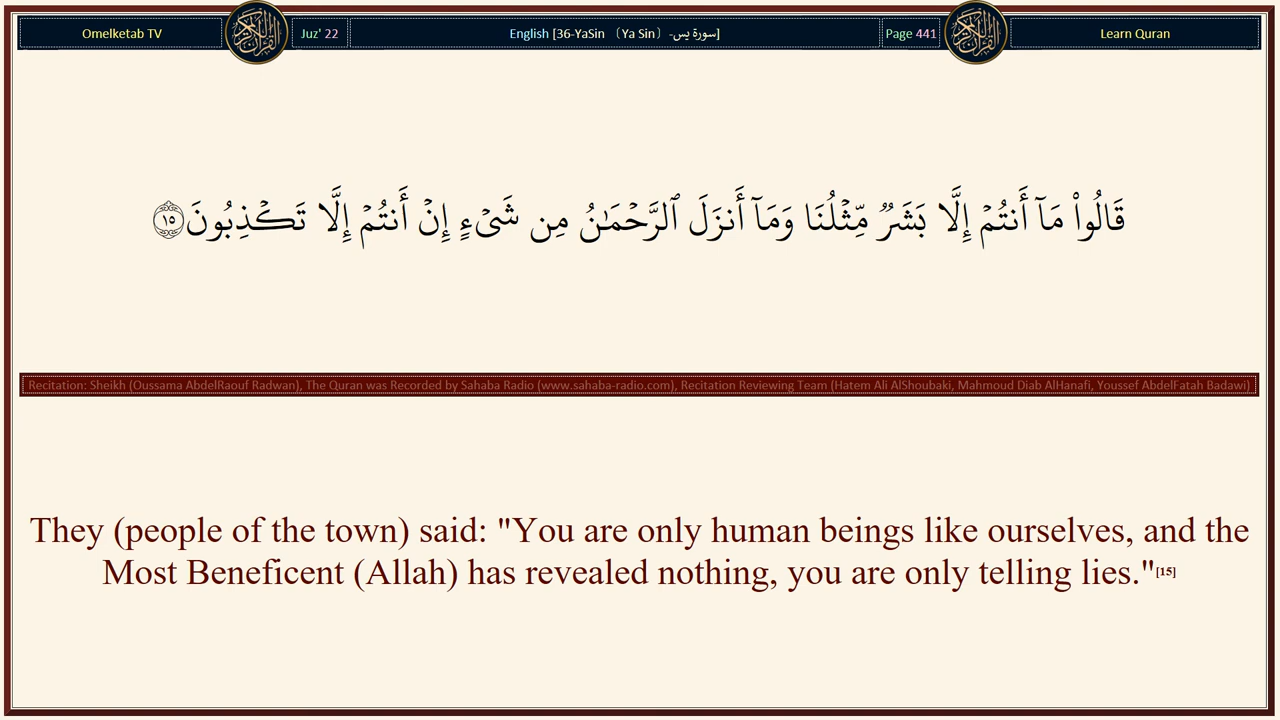 Omelketab TV
Juz' 22
English [36-YaSin （Ya Sin） -سورة يس]
Page 441
Learn Quran
قَالُوا۟ مَآ أَنتُمْ إِلَّا بَشَرٌ مِّثْلُنَا وَمَآ أَنزَلَ ٱلرَّحْمَـٰنُ مِن شَىْءٍ إِنْ أَنتُمْ إِلَّا تَكْذِبُونَ ١٥
Recitation: Sheikh (Oussama AbdelRaouf Radwan), The Quran was Recorded by Sahaba Radio (www.sahaba-radio.com), Recitation Reviewing Team (Hatem Ali AlShoubaki, Mahmoud Diab AlHanafi, Youssef AbdelFatah Badawi)
They (people of the town) said: "You are only human beings like ourselves, and the
Most Beneficent (Allah) has revealed nothing, you are only telling lies."[15]